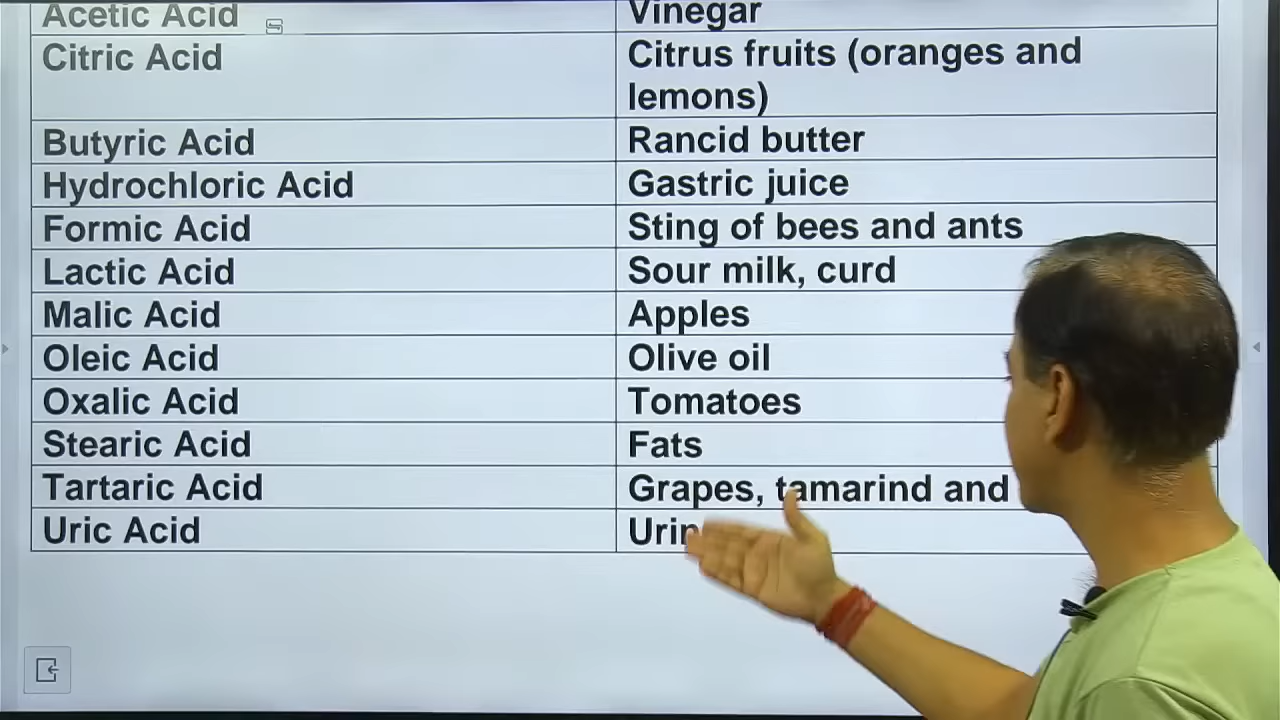 Acetic Acid
Vinegar
Citric Acid
Citrus fruits (oranges and
lemons)
Butyric Acid
Rancid butter
Hydrochloric Acid
Gastric juice
Formic Acid
Sting of bees and ants
Lactic Acid
Sour milk, curd
Malic Acid
Apples
Oleic Acid
Olive oil
Oxalic Acid
Tomatoes
Stearic Acid
Fats
Tartaric Acid
Grapes, tamarind and
Uric Acid